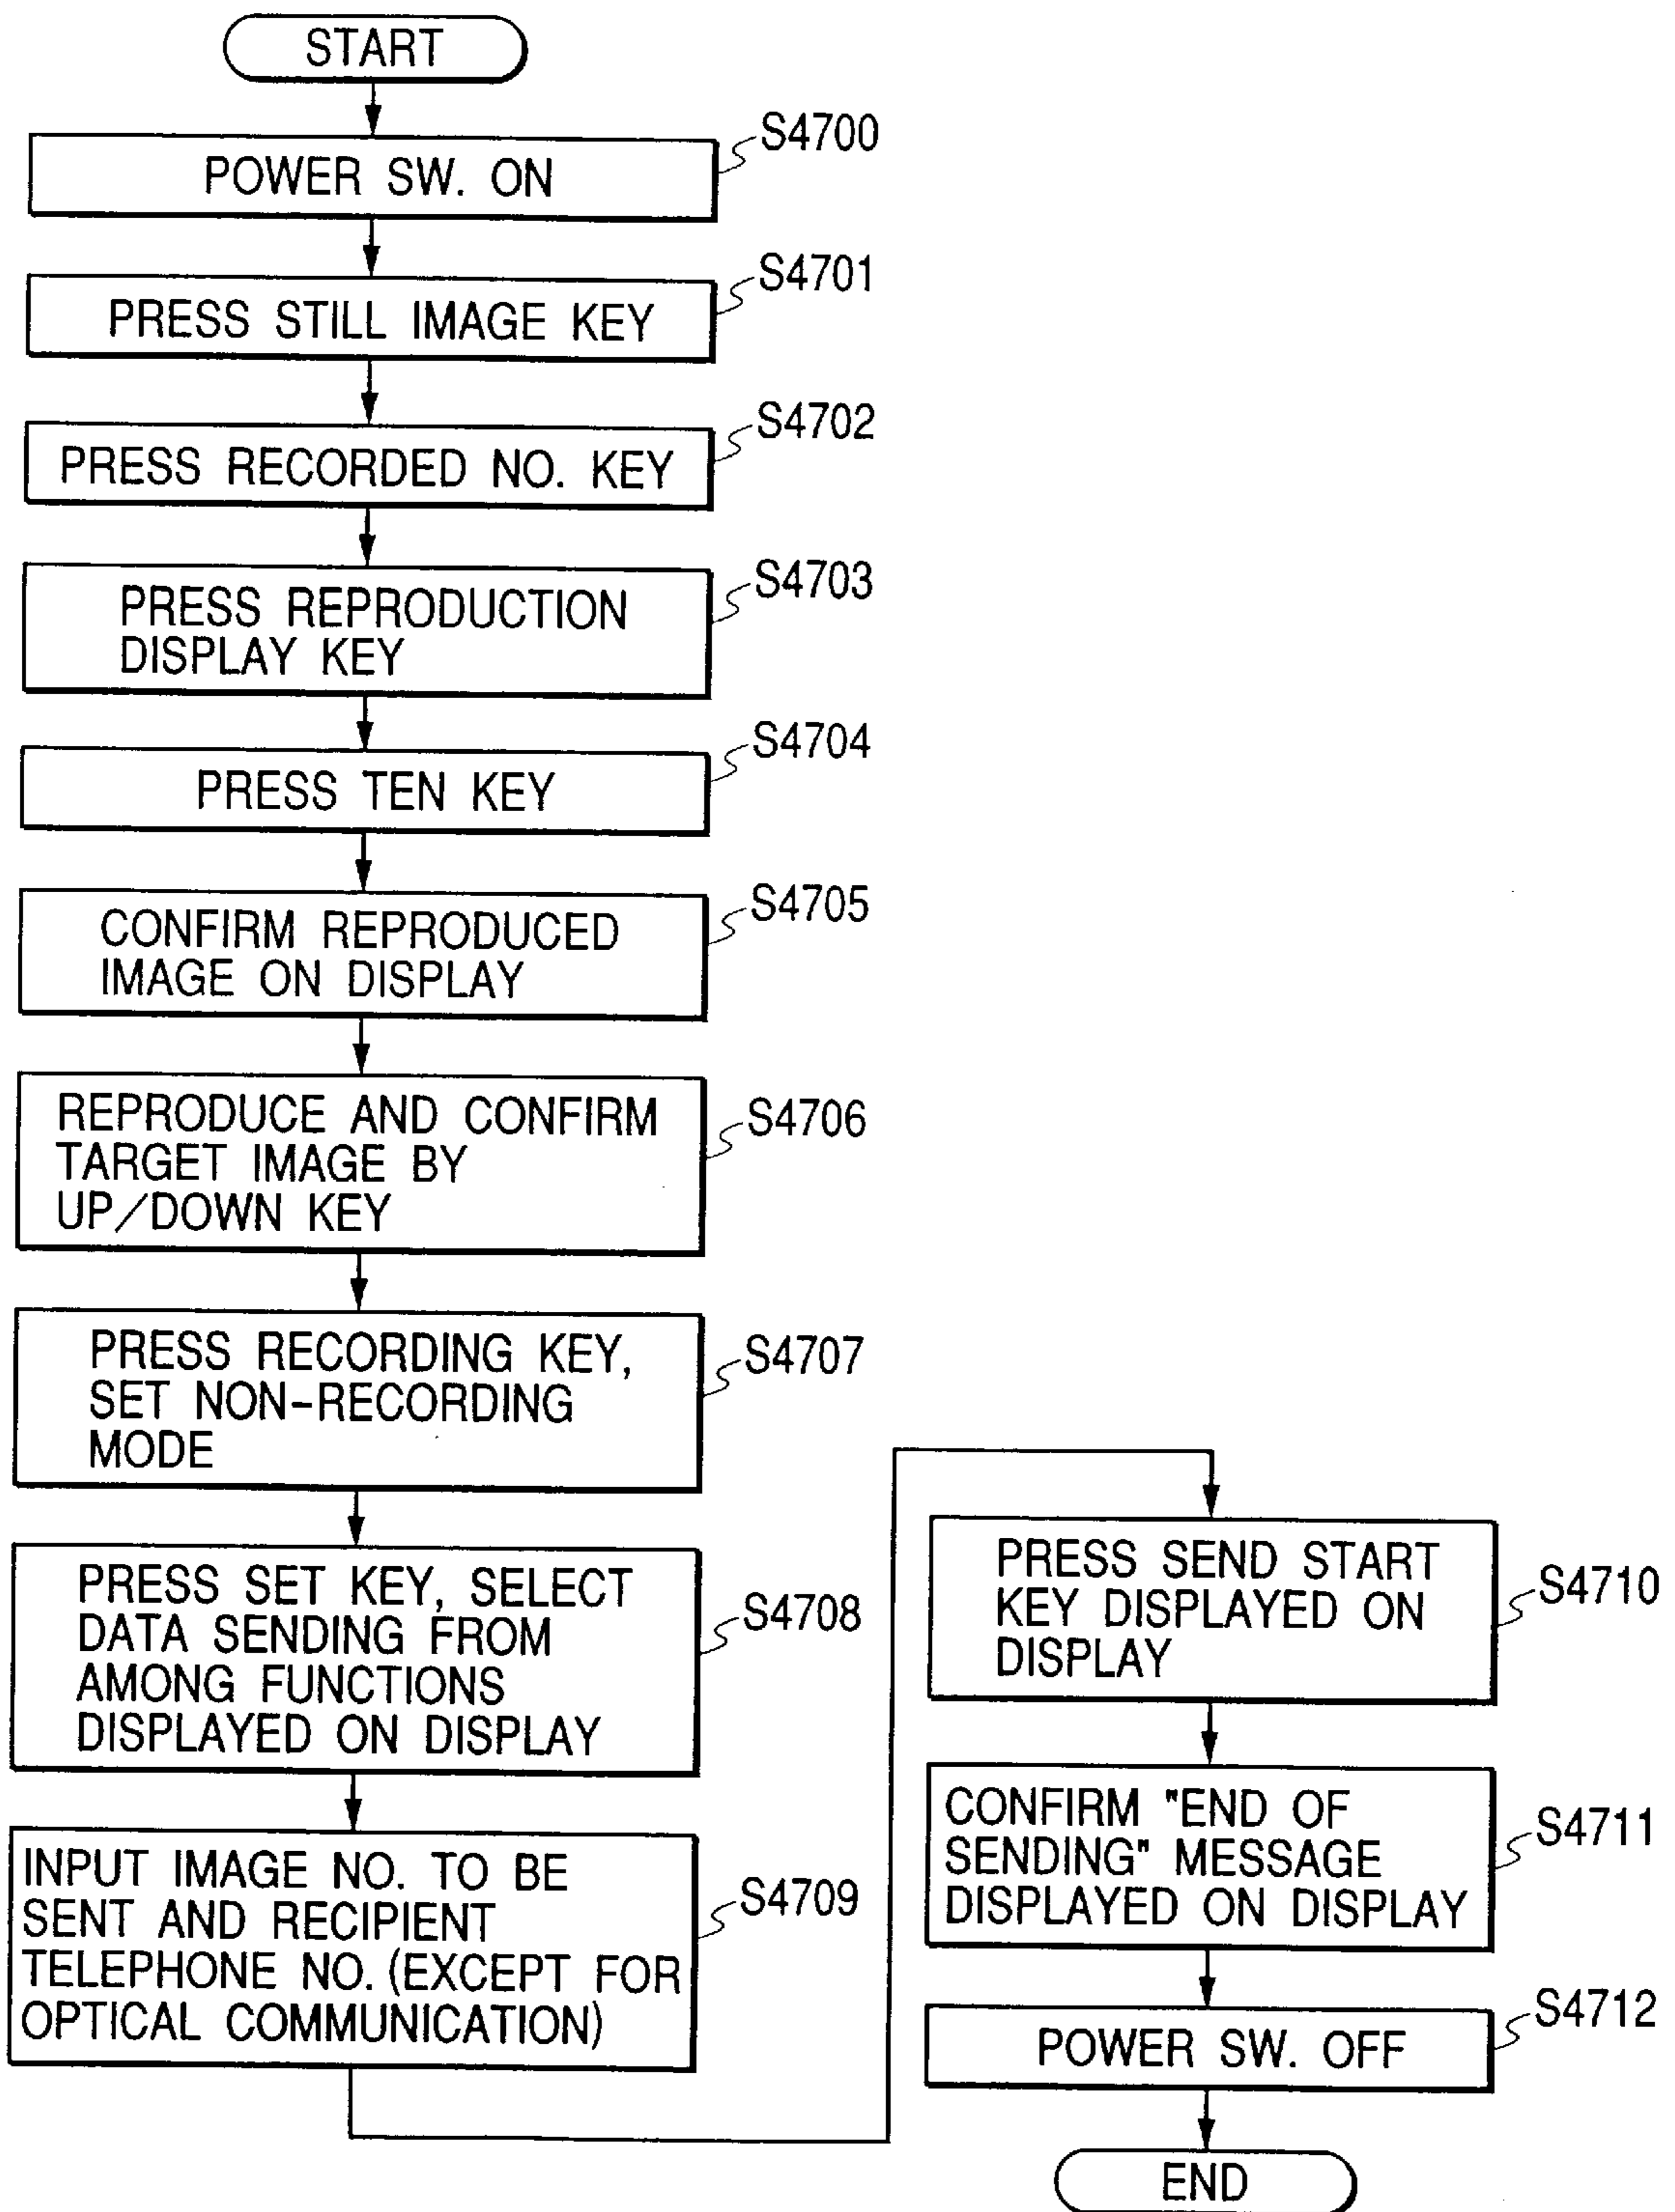 START
POWER SW. ON
S4700
PRESS STILL IMAGE KEY
S4701
PRESS RECORDED NO. KEY
S4702
PRESS REPRODUCTION
DISPLAY KEY
S4703
PRESS TEN KEY
S4704
CONFIRM REPRODUCED
IMAGE ON DISPLAY
S4705
REPRODUCE AND CONFIRM
TARGET IMAGE BY
UP/DOWN KEY
S4706
PRESS RECORDING KEY,
SET NON-RECORDING
MODE
S4707
PRESS SET KEY, SELECT
DATA SENDING FROM
AMONG FUNCTIONS
DISPLAYED ON DISPLAY
S4708
INPUT IMAGE NO. TO BE
SENT AND RECIPIENT
TELEPHONE NO. (EXCEPT FOR
OPTICAL COMMUNICATION)
S4709
PRESS SEND START
KEY DISPLAYED ON
DISPLAY
S4710
CONFIRM "END OF
SENDING" MESSAGE
DISPLAYED ON DISPLAY
S4711
POWER SW. OFF
S4712
END